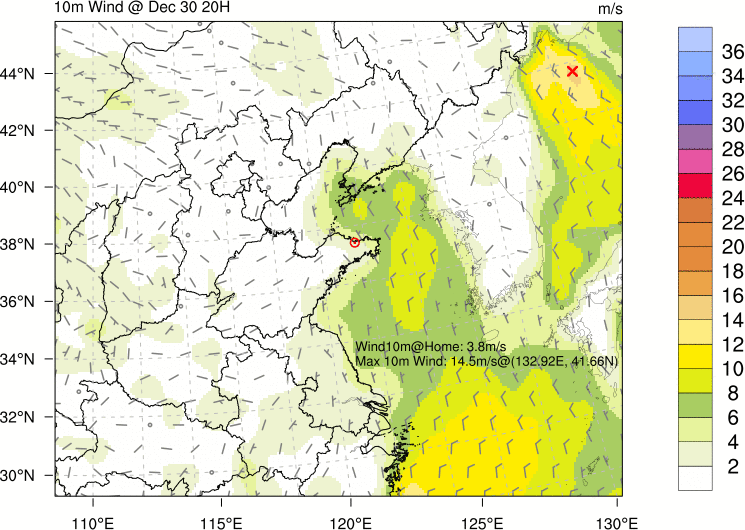 10m Wind @ Dec 30 20H
m/s
44°N
42°N
40°N
38°N
36°N
34°N
32°N
30°N
110°E
115°E
120°E
125°E
130°E
Wind10m@Home: 3.8m/s
Max 10m Wind: 14.5m/s@(132.92E, 41.66N)
36
34
32
30
28
26
24
22
20
18
16
14
12
10
8
6
4
2